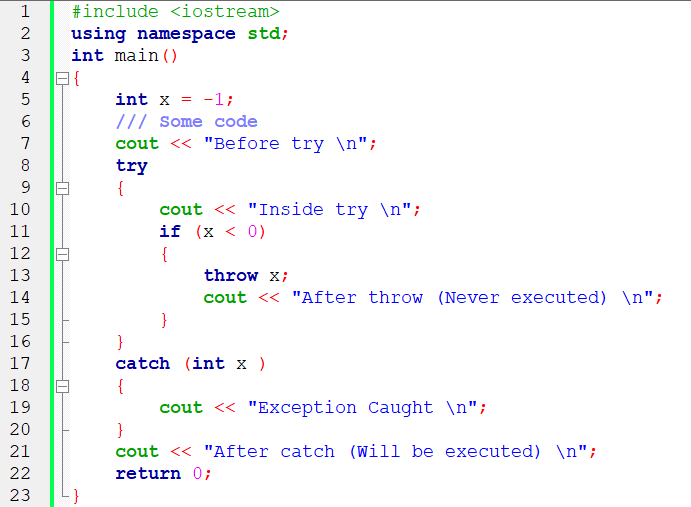 1 #include <iostream>
2 using namespace std;
3 int main()
4 {
5     int x = -1;
6     /// Some code
7     cout << "Before try \n";
8     try
9     {
10         cout << "Inside try \n";
11         if (x < 0)
12         {
13             throw x;
14             cout << "After throw (Never executed) \n";
15         }
16     }
17     catch (int x )
18     {
19         cout << "Exception Caught \n";
20     }
21     cout << "After catch (Will be executed) \n";
22     return 0;
23 }